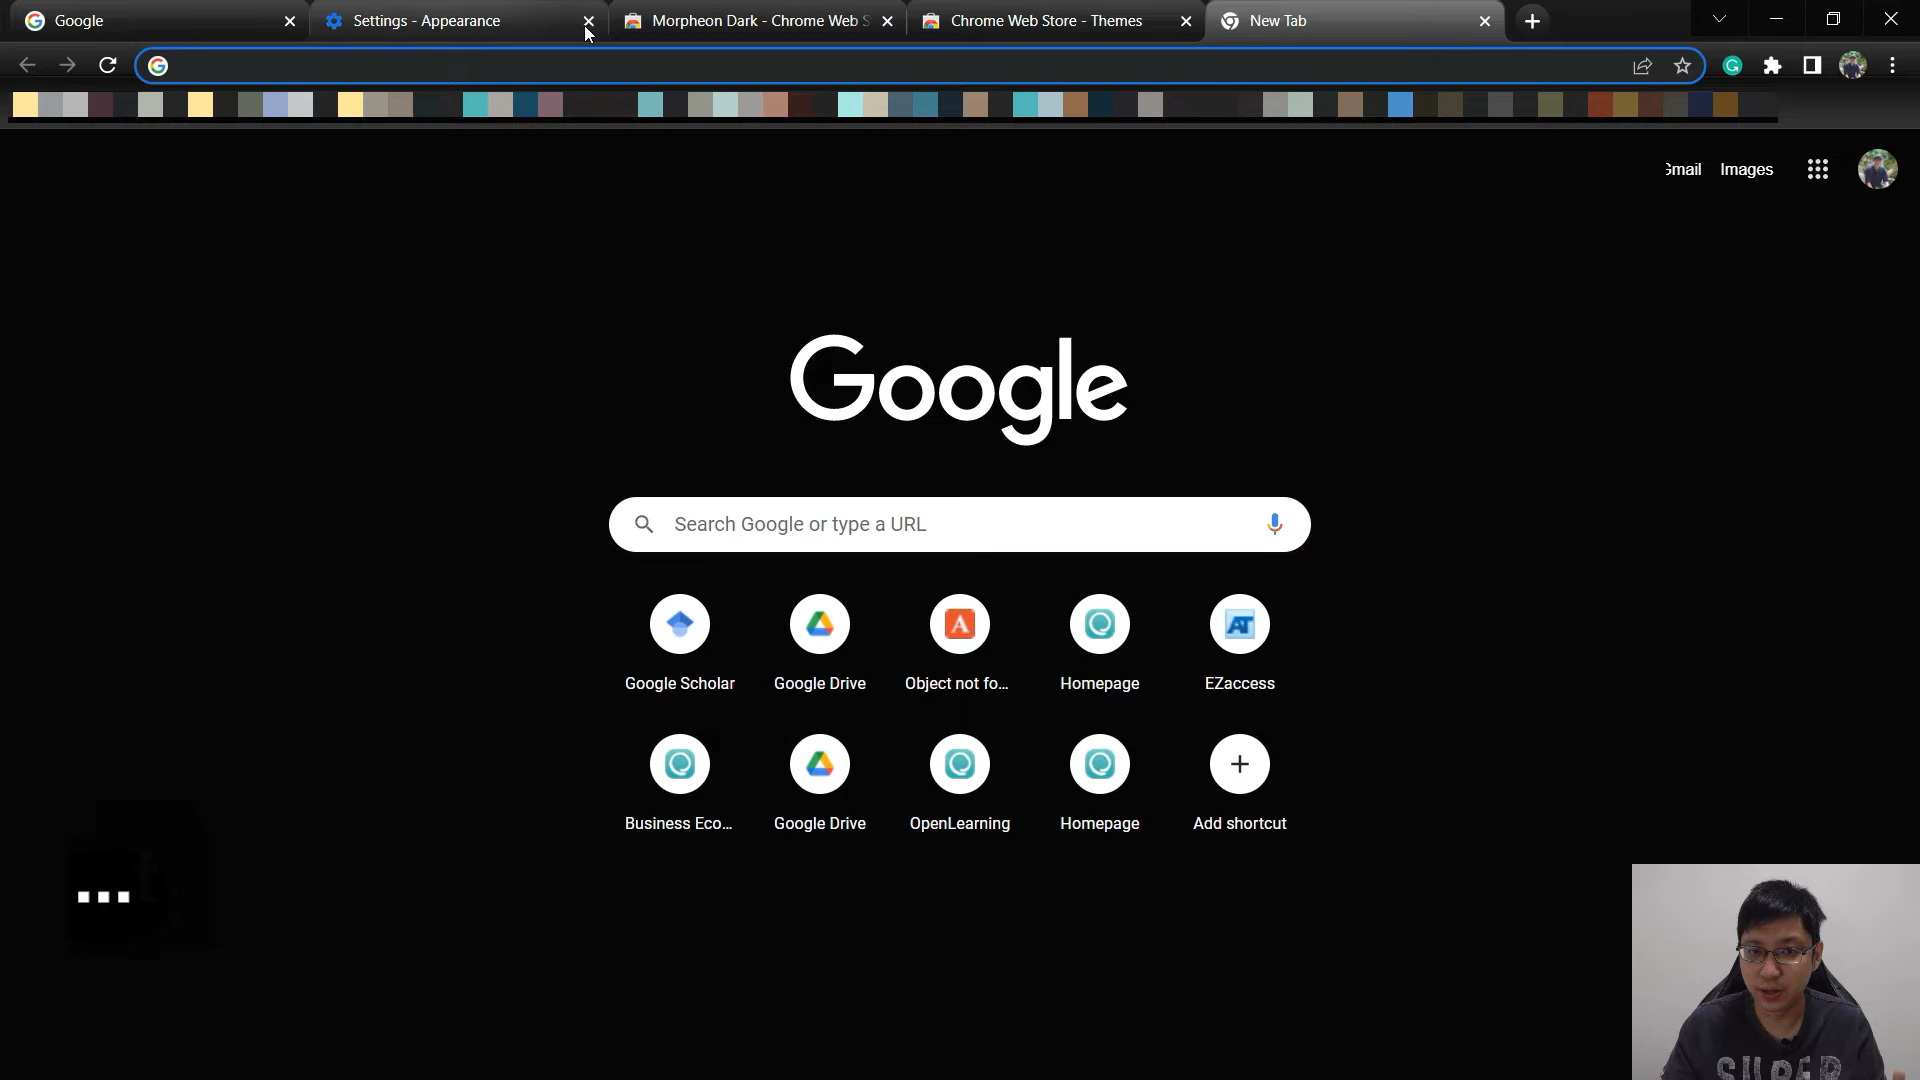 Google
Settings - Appearance
Morpheon Dark - Chrome Web S
Chrome Web Store - Themes
New Tab
Gmail Images
Google
Search Google or type a URL
Google Scholar
Google Drive
Object not fo...
Homepage
EZaccess
Business Eco...
Google Drive
OpenLearning
Homepage
Add shortcut
...
SUPER